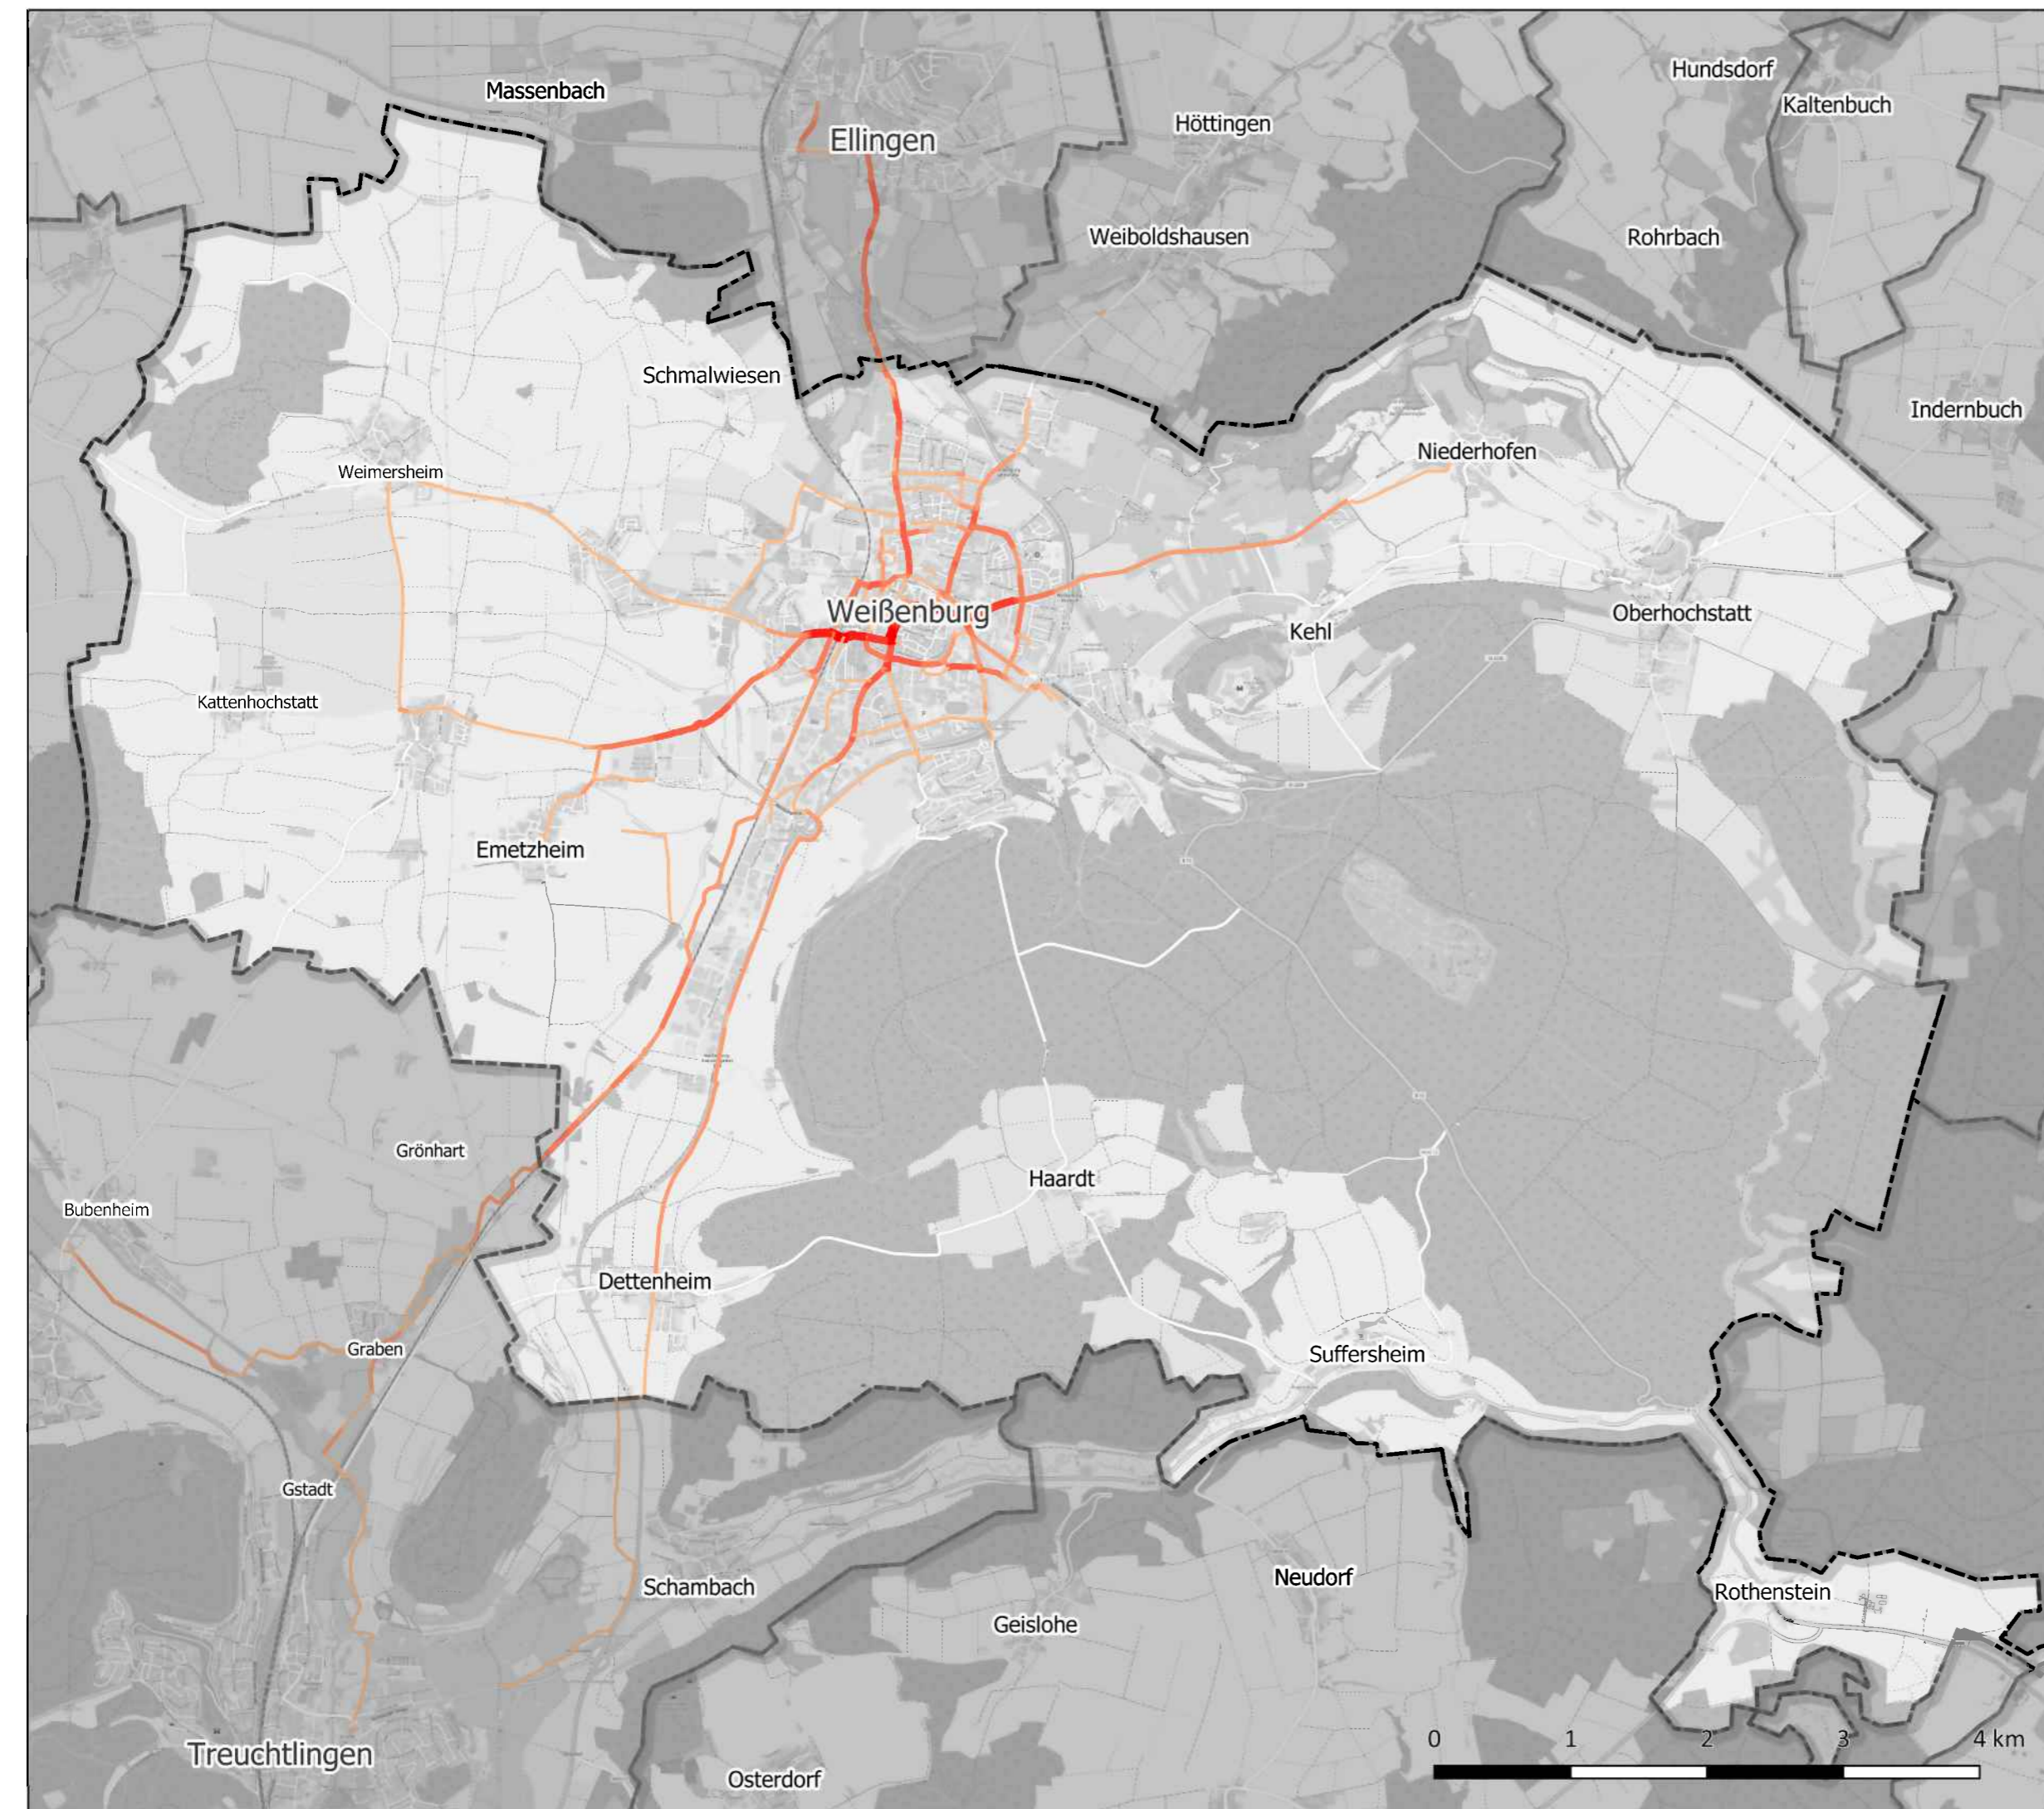 Hundsdorf
Massenbach
Kaltenbuch
Höttingen
Ellingen
Weiboldshausen
Rohrbach
Schmalwiesen
Indernbuch
Niederhofen
Weimersheim
Weißenburg
Oberhochstatt
Kehl
Kattenhochstatt
Emetzheim
Grönhart
Haardt
Bubenheim
Dettenheim
Graben
Suffersheim
Gstadt
Neudorf
Schambach
Rothenstein
Geislohe
0 1 2 3 4 km
Treuchtlingen
Osterdorf